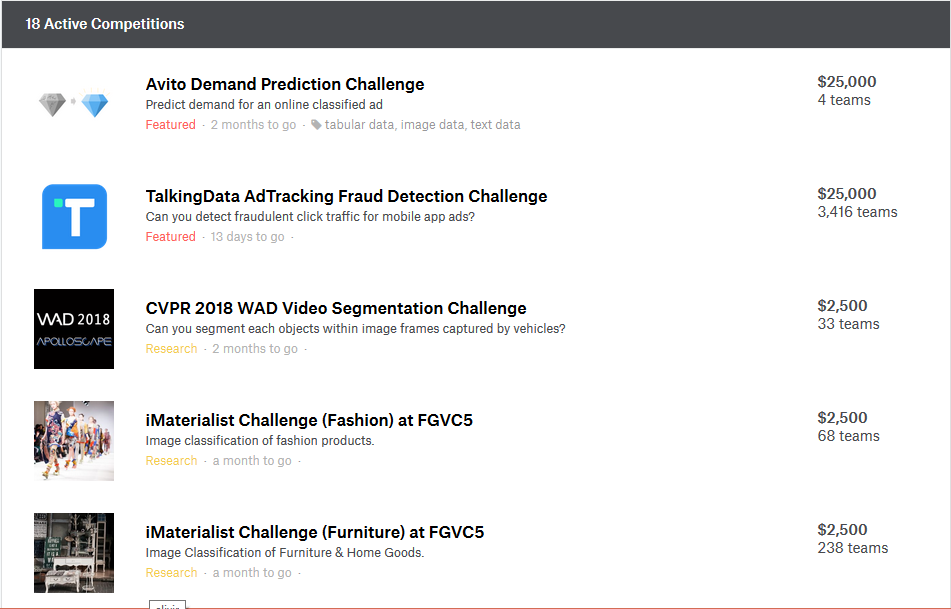 18 Active Competitions
Avito Demand Prediction Challenge
$25,000
Predict demand for an online classified ad
4 teams
Featured - 2 months to go - tabular data, image data, text data
T
TalkingData AdTracking Fraud Detection Challenge
$25,000
Can you detect fraudulent click traffic for mobile app ads?
3,416 teams
Featured - 13 days to go -
WAD 2018
APOLLOSCAPE
CVPR 2018 WAD Video Segmentation Challenge
$2,500
Can you segment each objects within image frames captured by vehicles?
33 teams
Research - 2 months to go -
iMaterialist Challenge (Fashion) at FGVC5
$2,500
Image classification of fashion products.
68 teams
Research - a month to go -
iMaterialist Challenge (Furniture) at FGVC5
$2,500
Image Classification of Furniture & Home Goods.
238 teams
Research - a month to go -